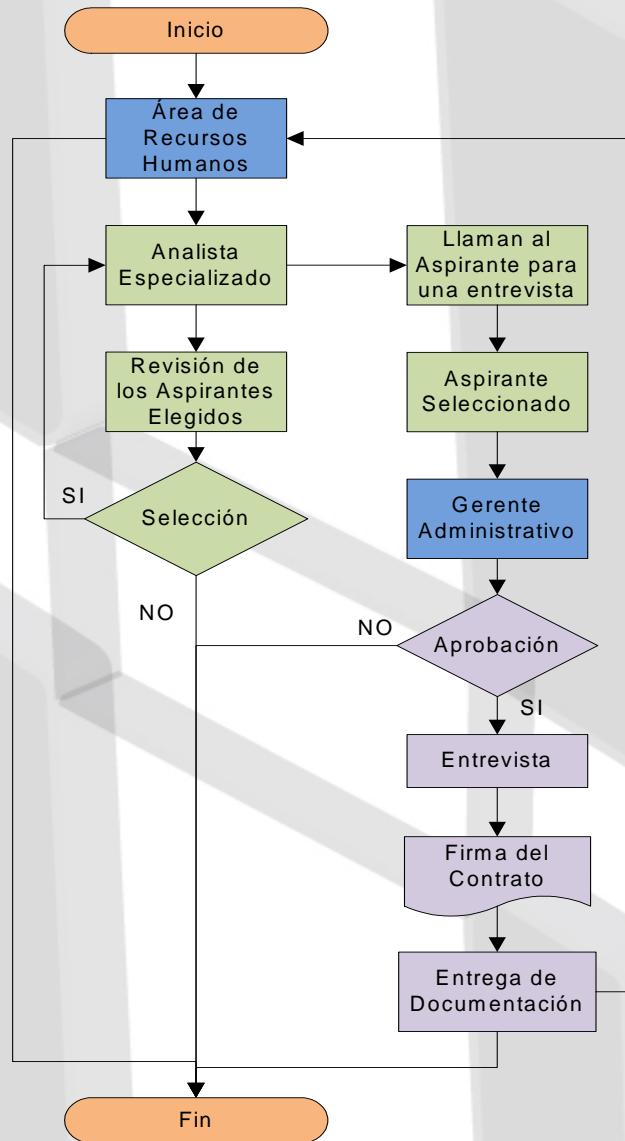 Inicio
Área de
Recursos
Humanos
Analista
Especializado
Llaman al
Aspirante para
una entrevista
Revisión de
los Aspirantes
Elegidos
Aspirante
Seleccionado
SI
Selección
Gerente
Administrativo
NO
NO
Aprobación
SI
Entrevista
Firma del
Contrato
Entrega de
Documentación
Fin